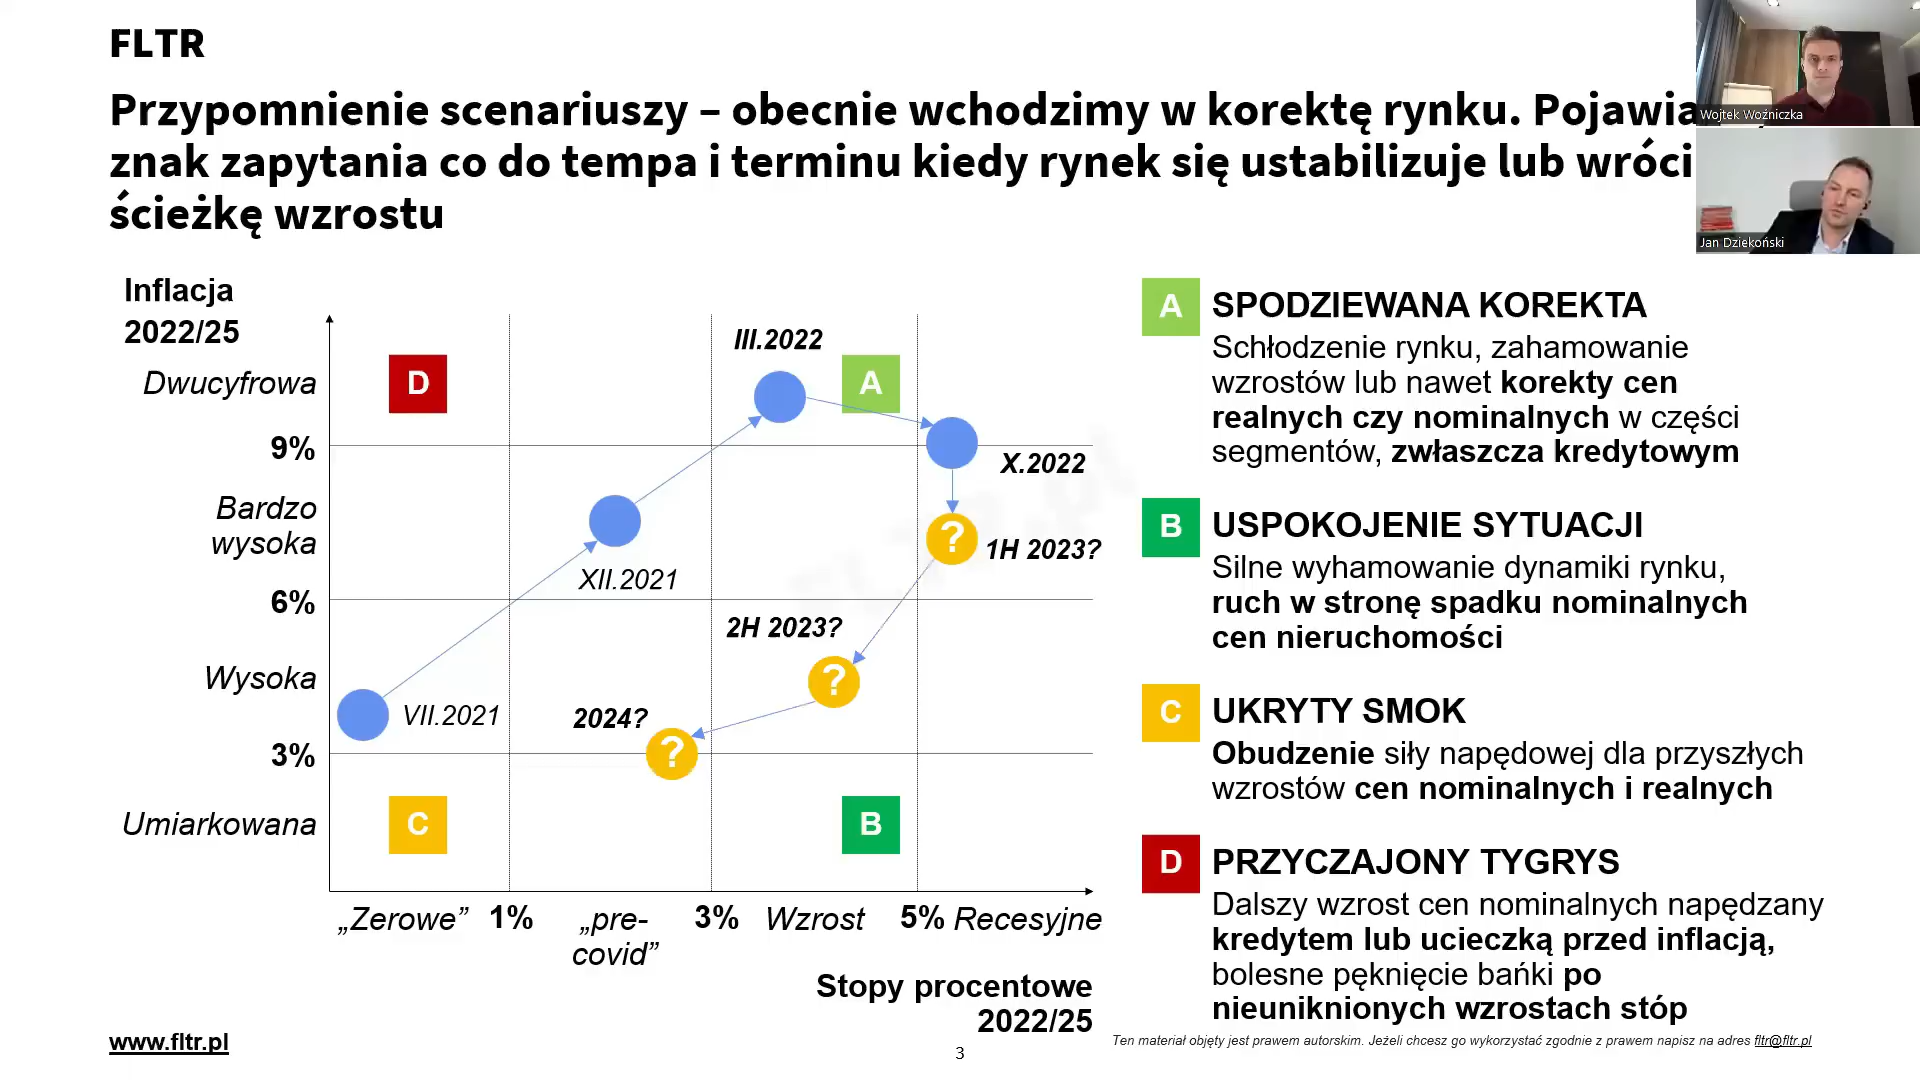 FLTR
Przypomnienie scenariuszy – obecnie wchodzimy w korektę rynku. Pojawia
znak zapytania co do tempa i terminu kiedy rynek się ustabilizuje lub wróci
ścieżkę wzrostu
Wojtek Woźniczka
Jan Dziekoński
Inflacja
2022/25
Dwucyfrowa
9%
Bardzo
wysoka
6%
Wysoka
3%
Umiarkowana
D
III.2022
A
X.2022
?
1H 2023?
XII.2021
2H 2023?
?
VII.2021
2024?
?
C
B
„Zerowe”
1%
„pre-
covid”
3%
Wzrost
5%
Recesyjne
Stopy procentowe
2022/25
FLTR.pl
A
SPODZIEWANA KOREKTA
Schłodzenie rynku, zahamowanie
wzrostów lub nawet korekty cen
realnych czy nominalnych w części
segmentów, zwłaszcza kredytowym
B
USPOKOJENIE SYTUACJI
Silne wyhamowanie dynamiki rynku,
ruch w stronę spadku nominalnych
cen nieruchomości
C
UKRYTY SMOK
Obudzenie siły napędowej dla przyszłych
wzrostów cen nominalnych i realnych
D
PRZYCZAJONY TYGRYS
Dalszy wzrost cen nominalnych napędzany
kredytem lub ucieczką przed inflacją,
bolesne pęknięcie bańki po
nieuniknionych wzrostach stóp
www.fltr.pl
3
Ten materiał objęty jest prawem autorskim. Jeżeli chcesz go wykorzystać zgodnie z prawem napisz na adres fltr@fltr.pl